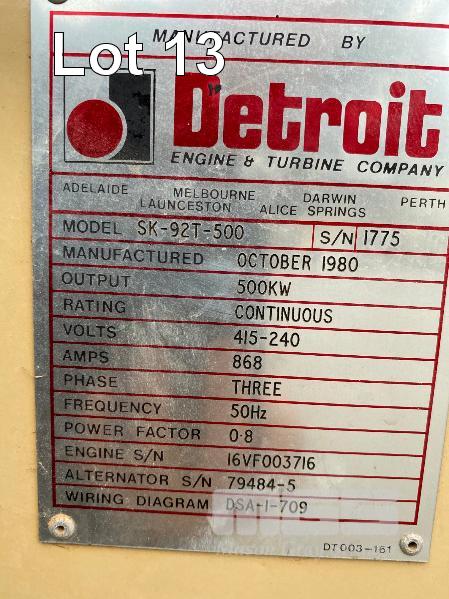 Lot 13
MANUFACTURED BY
Detroit
ENGINE & TURBINE COMPANY
ADELAIDE MELBOURNE DARWIN PERTH
LAUNCESTON ALICE SPRINGS
MODEL SK-92T-500 S/N 1775
MANUFACTURED OCTOBER 1980
OUTPUT 500KW
RATING CONTINUOUS
VOLTS 415-240
AMPS 868
PHASE THREE
FREQUENCY 50Hz
POWER FACTOR 0·8
ENGINE S/N 16VF003716
ALTERNATOR S/N 79484-5
WIRING DIAGRAM DSA-1-709
DT003-161